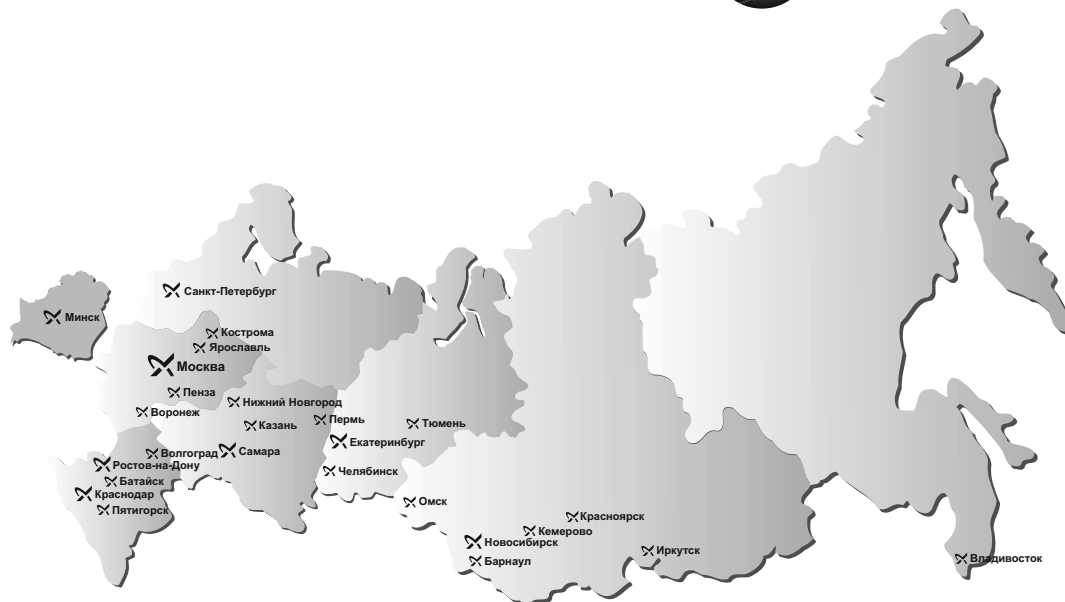 Санкт-Петербург
Минск
Кострома
Ярославль
Москва
Пенза
Нижний Новгород
Воронеж
Пермь
Тюмень
Казань
Екатеринбург
Волгоград
Самара
Ростов-на-Дону
Челябинск
Батайск
Краснодар
Омск
Пятигорск
Красноярск
Кемерово
Новосибирск
Иркутск
Барнаул
Владивосток